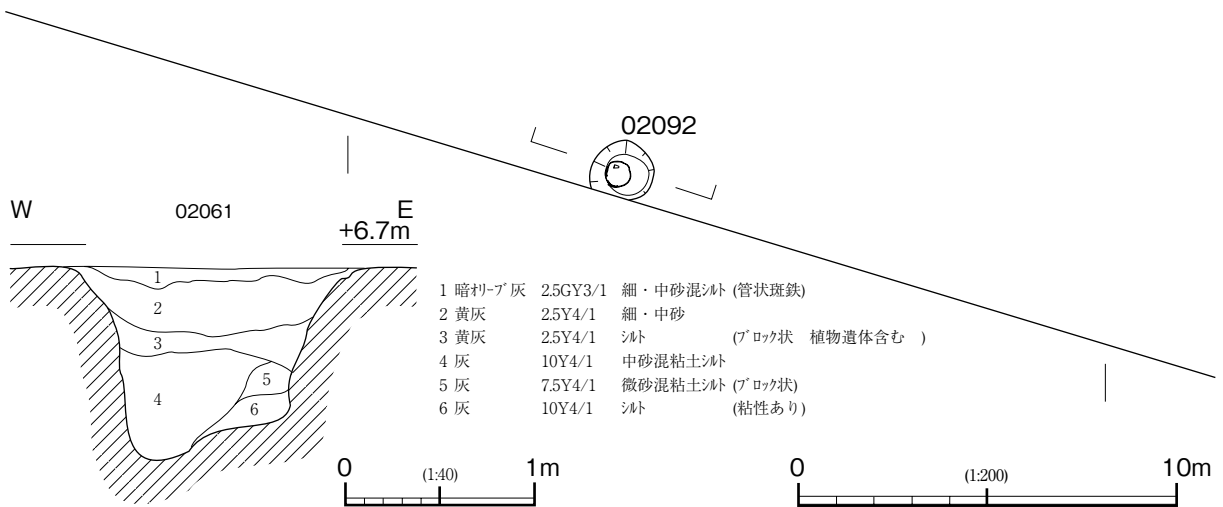 02092
W 02061 E
+6.7m
1 暗ｵﾘｰﾌﾞ灰 2.5GY3/1 細・中砂混ｼﾙﾄ (管状斑鉄)
2 黄灰 2.5Y4/1 細・中砂
3 黄灰 2.5Y4/1 ｼﾙﾄ (ﾌﾞﾛｯｸ状 植物遺体含む )
4 灰 10Y4/1 中砂混粘土ｼﾙﾄ
5 灰 7.5Y4/1 微砂混粘土ｼﾙﾄ (ﾌﾞﾛｯｸ状)
6 灰 10Y4/1 ｼﾙﾄ (粘性あり)
1
2
3
4
5
6
0 (1:40) 1m
0 (1:200) 10m